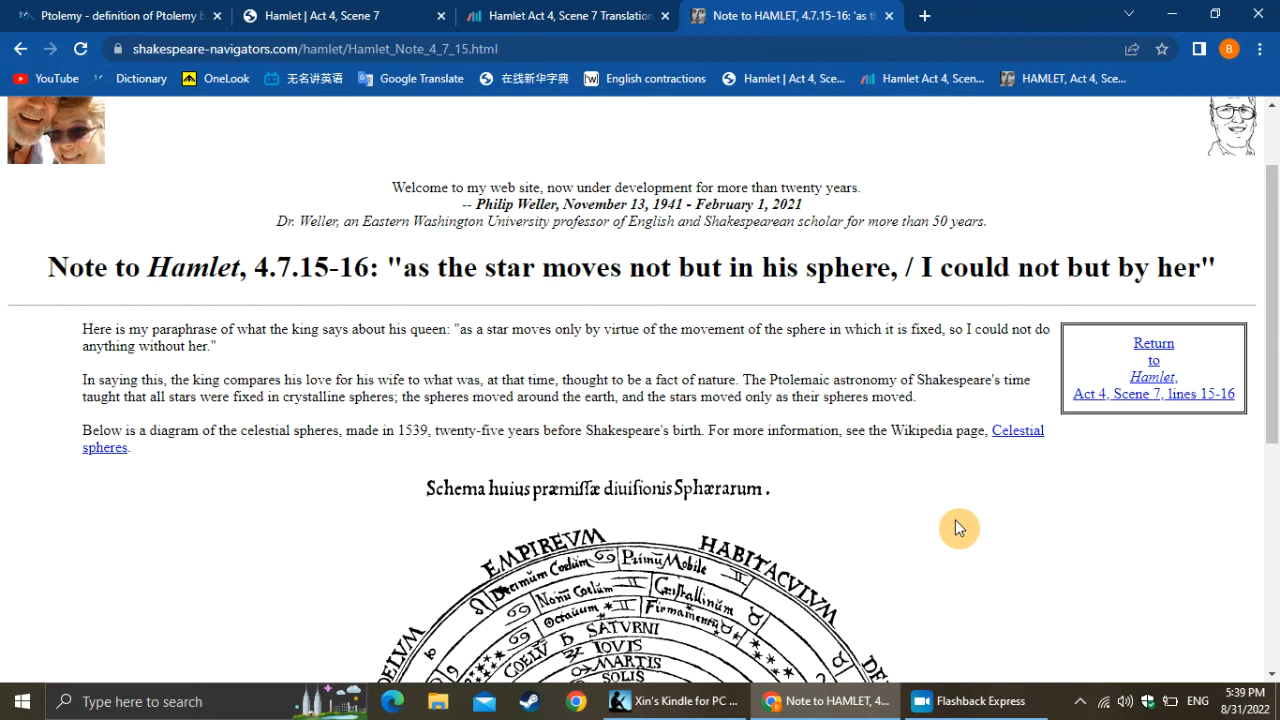 Ptolemy - definition of Ptolemy b
Hamlet | Act 4, Scene 7
Hamlet Act 4, Scene 7 Translation
Note to HAMLET, 4.7.15-16: 'as th
shakespeare-navigators.com/hamlet/Hamlet_Note_4_7_15.html
B
YouTube
Dictionary
OneLook
无名讲英语
Google Translate
在线新华字典
English contractions
Hamlet | Act 4, Sce...
Hamlet Act 4, Scen...
HAMLET, Act 4, Sce...
Welcome to my web site, now under development for more than twenty years.
-- Philip Weller, November 13, 1941 - February 1, 2021
Dr. Weller, an Eastern Washington University professor of English and Shakespearean scholar for more than 50 years.
Note to Hamlet, 4.7.15-16: "as the star moves not but in his sphere, / I could not but by her"
Here is my paraphrase of what the king says about his queen: "as a star moves only by virtue of the movement of the sphere in which it is fixed, so I could not do
anything without her."
In saying this, the king compares his love for his wife to what was, at that time, thought to be a fact of nature. The Ptolemaic astronomy of Shakespeare's time
taught that all stars were fixed in crystalline spheres; the spheres moved around the earth, and the stars moved only as their spheres moved.
Below is a diagram of the celestial spheres, made in 1539, twenty-five years before Shakespeare's birth. For more information, see the Wikipedia page, Celestial
spheres.
Return
to
Hamlet,
Act 4, Scene 7, lines 15-16
Schema huius præmissæ diuisionis Sphærarum .
EMPIREVM HABITACVLVM
COELVM
Decimum Coelum Primũ Mobile
Nonũ Coelum Cristallinũm
Octauum Firmamentũ
COELV SATVRNI
IOVIS
MARTIS
SOLIS
Type here to search
Xin's Kindle for PC ...
Note to HAMLET, 4...
Flashback Express
ENG
5:39 PM
8/31/2022